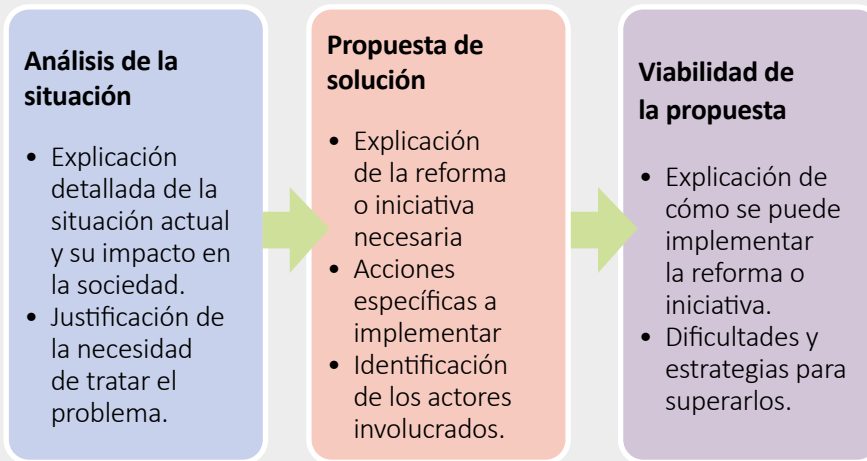 Análisis de la
situación
• Explicación
detallada de la
situación actual
y su impacto en
la sociedad.
• Justificación de
la necesidad
de tratar el
problema.
Propuesta de
solución
• Explicación
de la reforma
o iniciativa
necesaria
• Acciones
específicas a
implementar
• Identificación
de los actores
involucrados.
Viabilidad de
la propuesta
• Explicación de
cómo se puede
implementar
la reforma o
iniciativa.
• Dificultades y
estrategias para
superarlos.